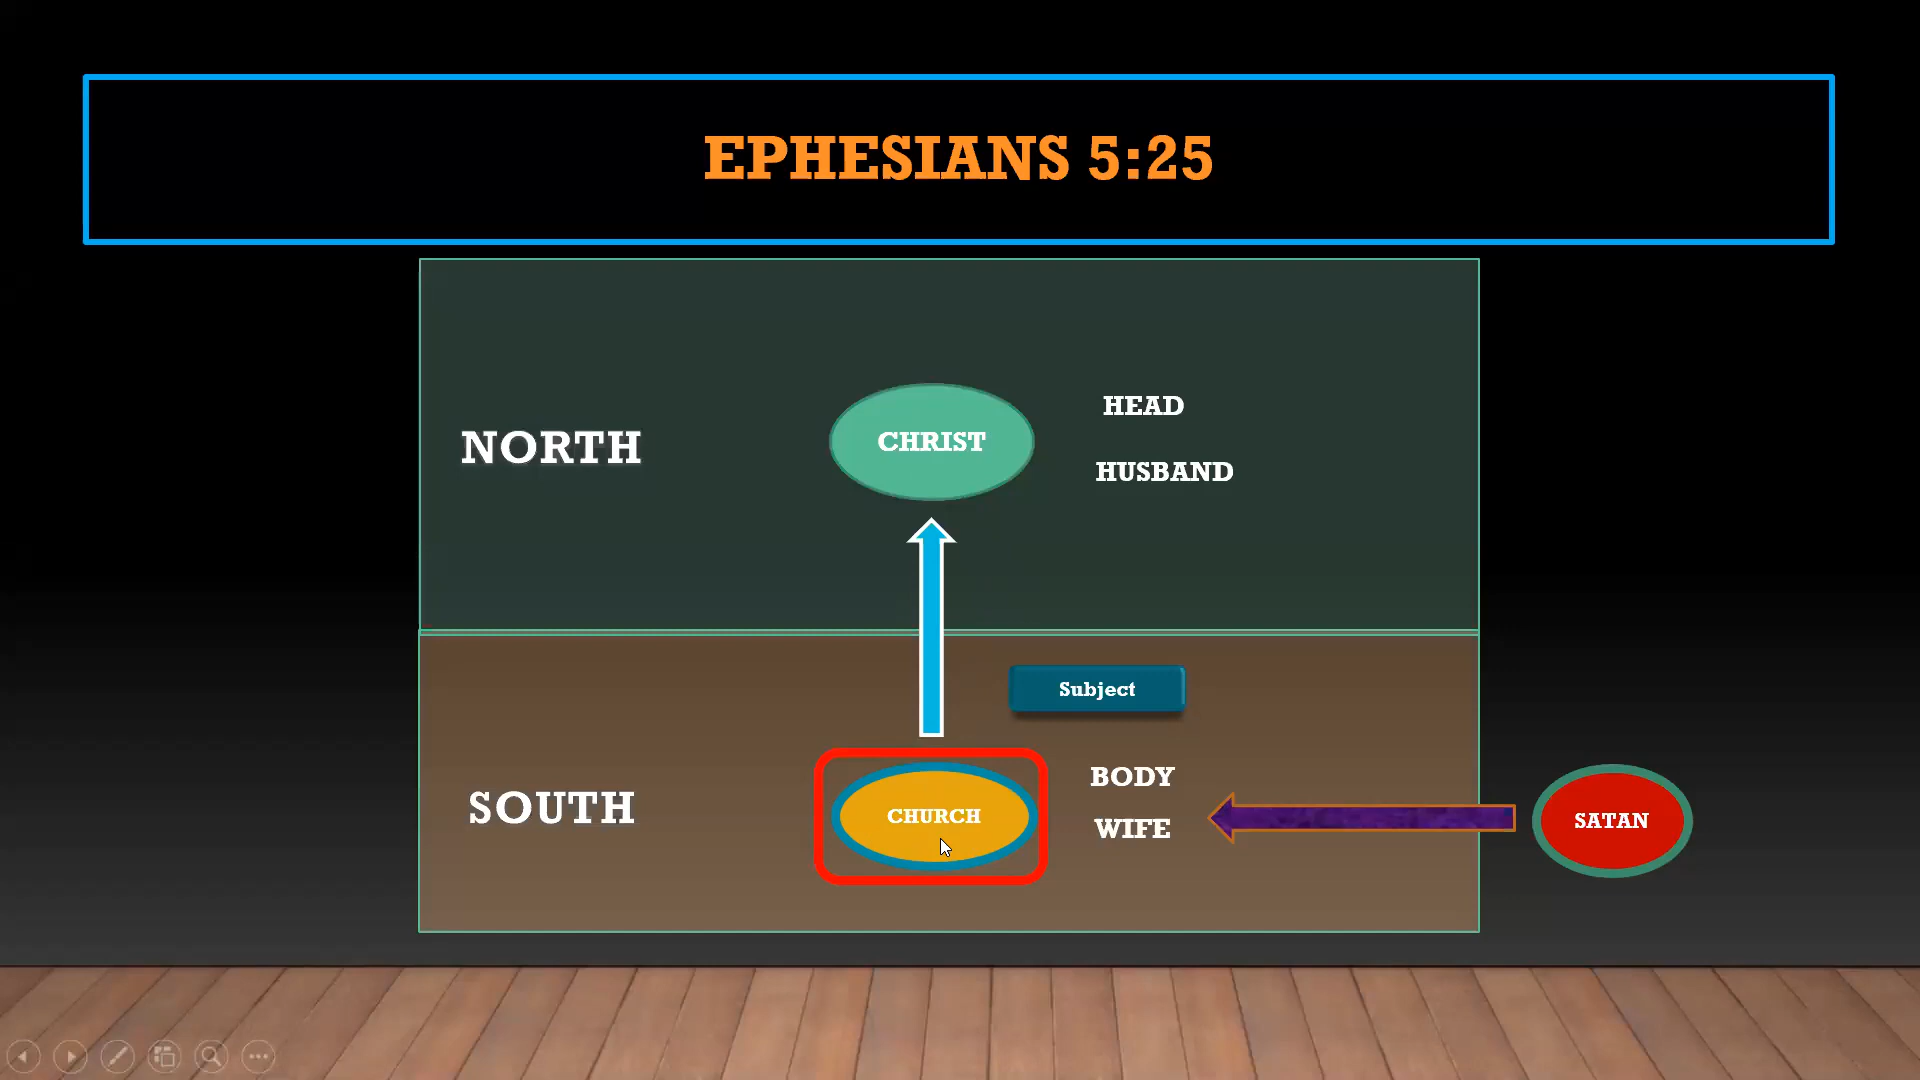 EPHESIANS 5:25
NORTH
CHRIST
HEAD
HUSBAND
Subject
SOUTH
CHURCH
BODY
WIFE
SATAN